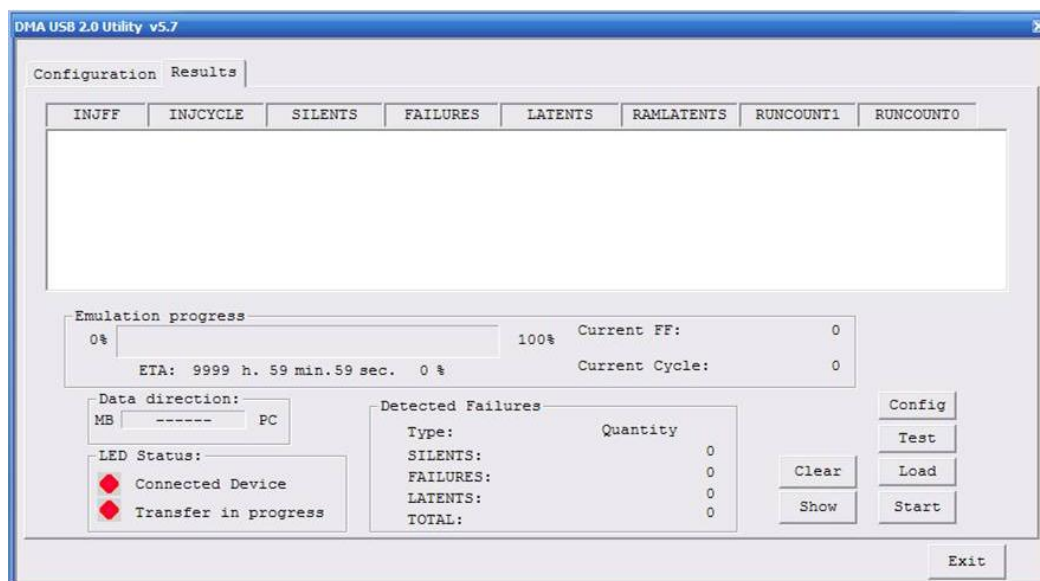 DMA USB 2.0 Utility v5.7
Configuration Results
INJFF INJCYCLE SILENTS FAILURES LATENTS RAMLATENTS RUNCOUNT1 RUNCOUNT0
Emulation progress
0% 100% Current FF: 0
ETA: 9999 h. 59 min. 59 sec. 0 % Current Cycle: 0
Data direction:
MB ------ PC
LED Status:
Connected Device
Transfer in progress
Detected Failures
Type: Quantity
SILENTS: 0
FAILURES: 0
LATENTS: 0
TOTAL: 0
Clear
Show
Config
Test
Load
Start
Exit